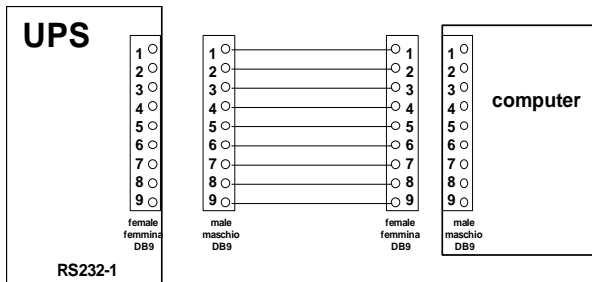 UPS
1 1 1 1
2 2 2 2
3 3 3 3
4 4 4 4
5 5 5 5
6 6 6 6
7 7 7 7
8 8 8 8
9 9 9 9
computer
female
femmina
DB9
male
maschio
DB9
female
femmina
DB9
male
maschio
DB9
RS232-1